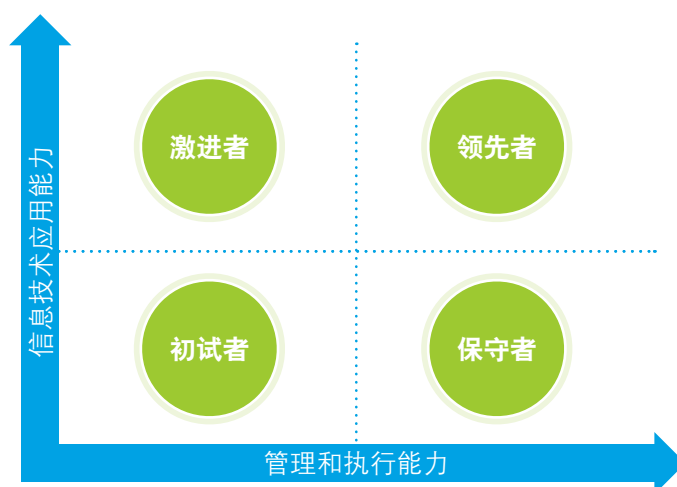 激进者
领先者
信息技术应用能力
初试者
保守者
管理和执行能力